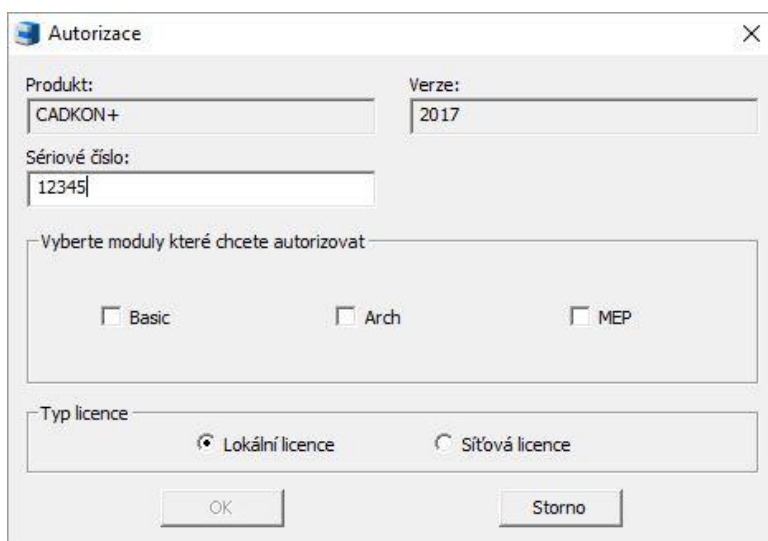 Autorizace
Produkt:
Verze:
CADKON+
2017
Sériové číslo:
12345
Vyberte moduly které chcete autorizovat
Basic
Arch
MEP
Typ licence
Lokální licence
Síťová licence
OK
Storno